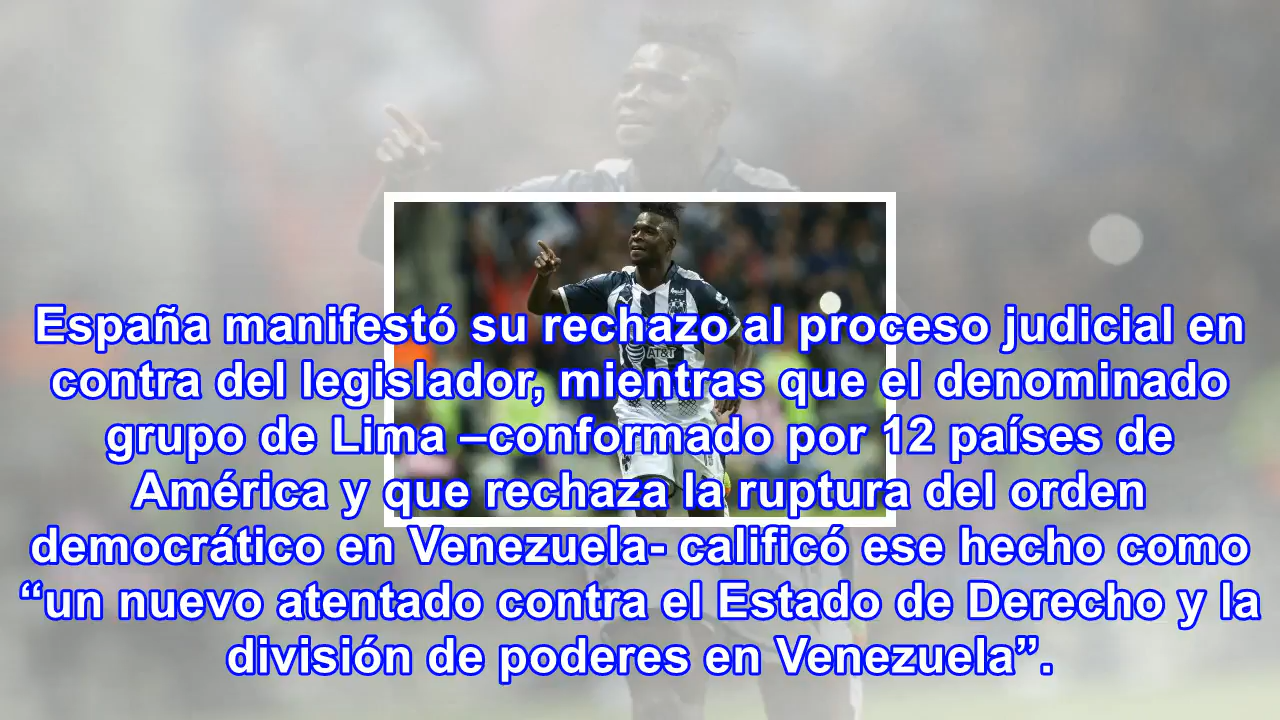 España manifestó su rechazo al proceso judicial en
contra del legislador, mientras que el denominado
grupo de Lima –conformado por 12 países de
América y que rechaza la ruptura del orden
democrático en Venezuela- calificó ese hecho como
“un nuevo atentado contra el Estado de Derecho y la
división de poderes en Venezuela”.
AT&T